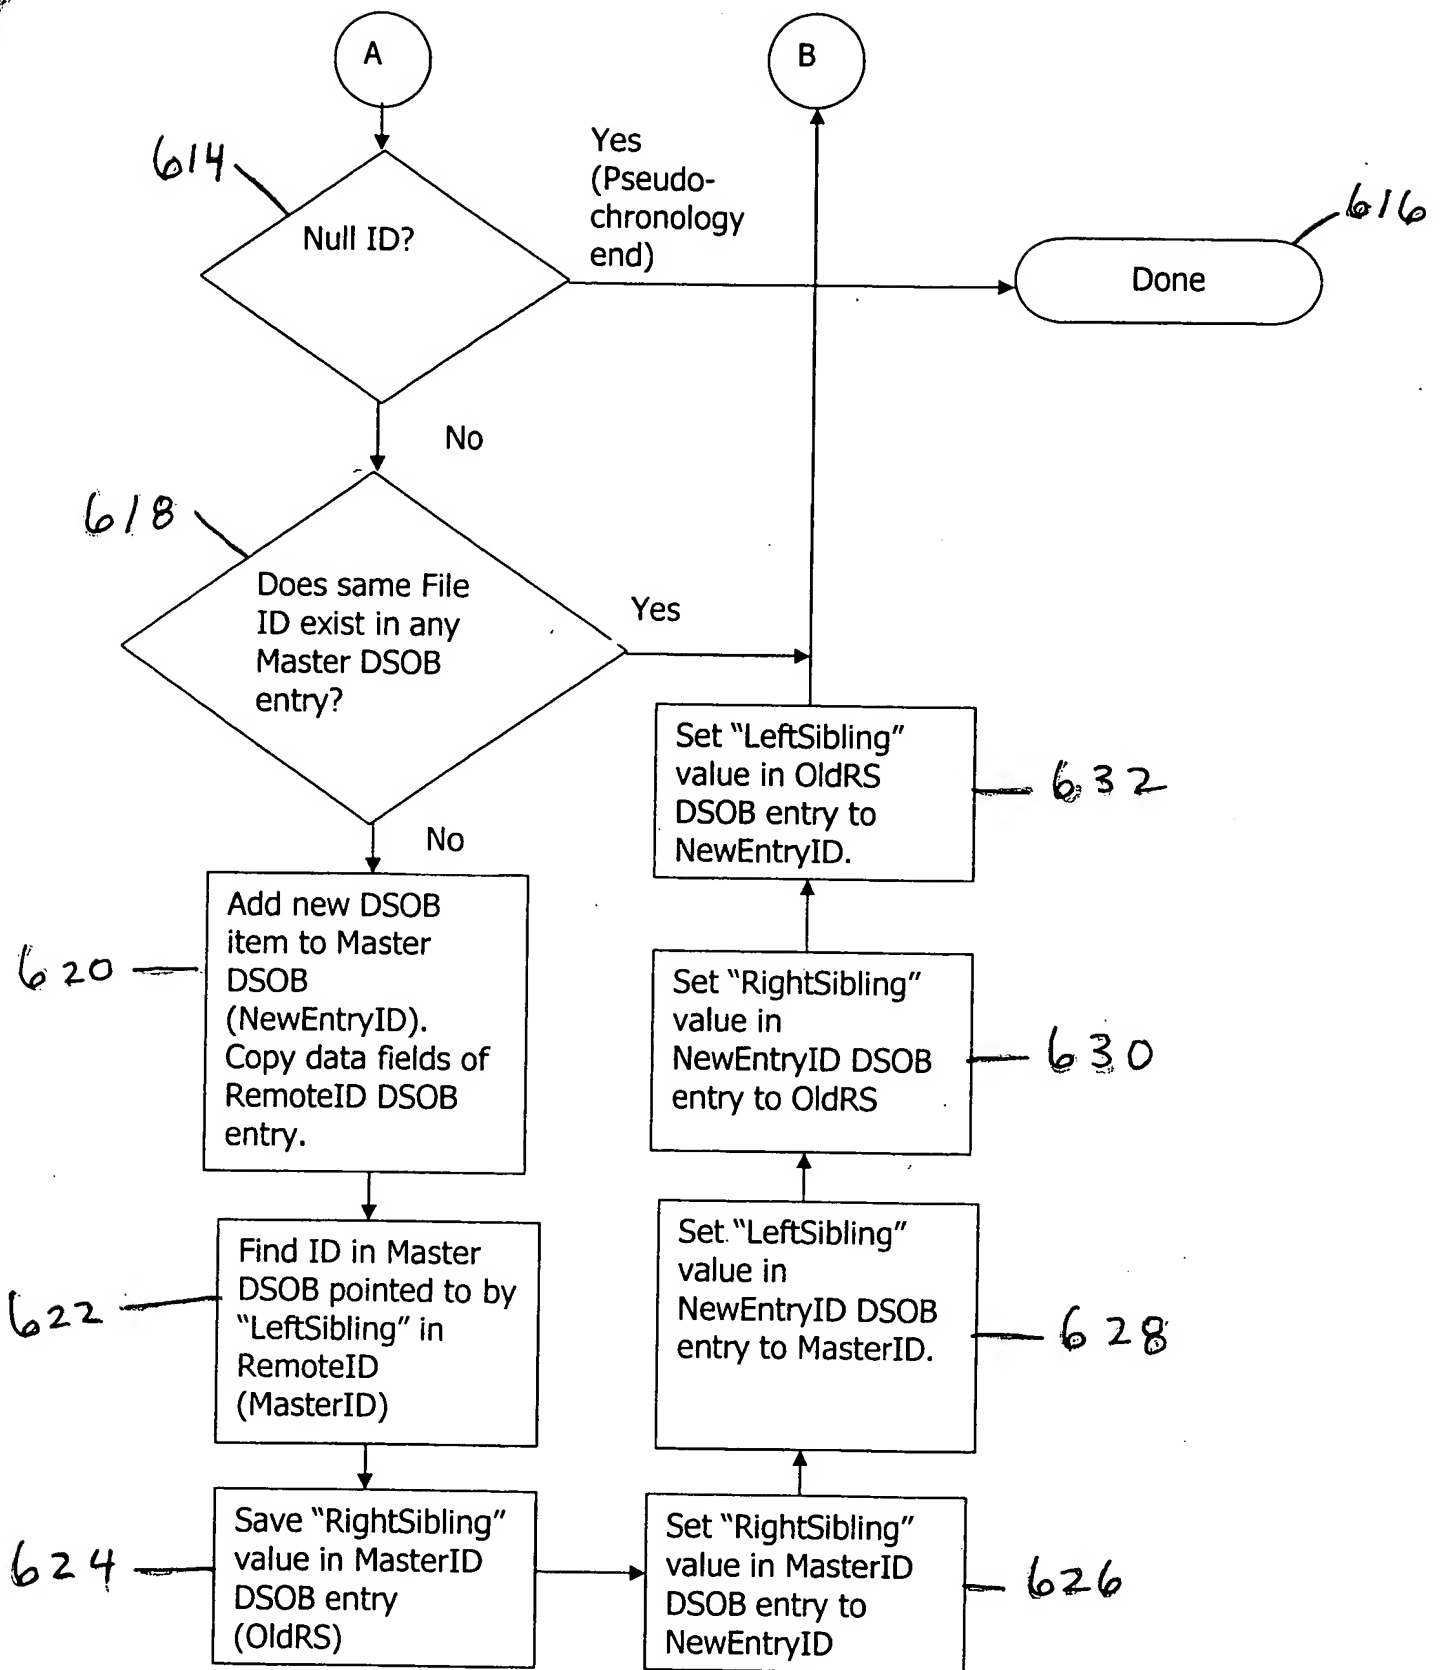 A
B
614
Null ID?
Yes
(Pseudo-
chronology
end)
616
Done
No
618
Does same File
ID exist in any
Master DSOB
entry?
Yes
No
620
Add new DSOB
item to Master
DSOB
(NewEntryID).
Copy data fields of
RemoteID DSOB
entry.
622
Find ID in Master
DSOB pointed to by
"LeftSibling" in
RemoteID
(MasterID)
624
Save "RightSibling"
value in MasterID
DSOB entry
(OldRS)
Set "RightSibling"
value in MasterID
DSOB entry to
NewEntryID
626
Set "LeftSibling"
value in
NewEntryID DSOB
entry to MasterID.
628
Set "RightSibling"
value in
NewEntryID DSOB
entry to OldRS
630
Set "LeftSibling"
value in OldRS
DSOB entry to
NewEntryID.
632